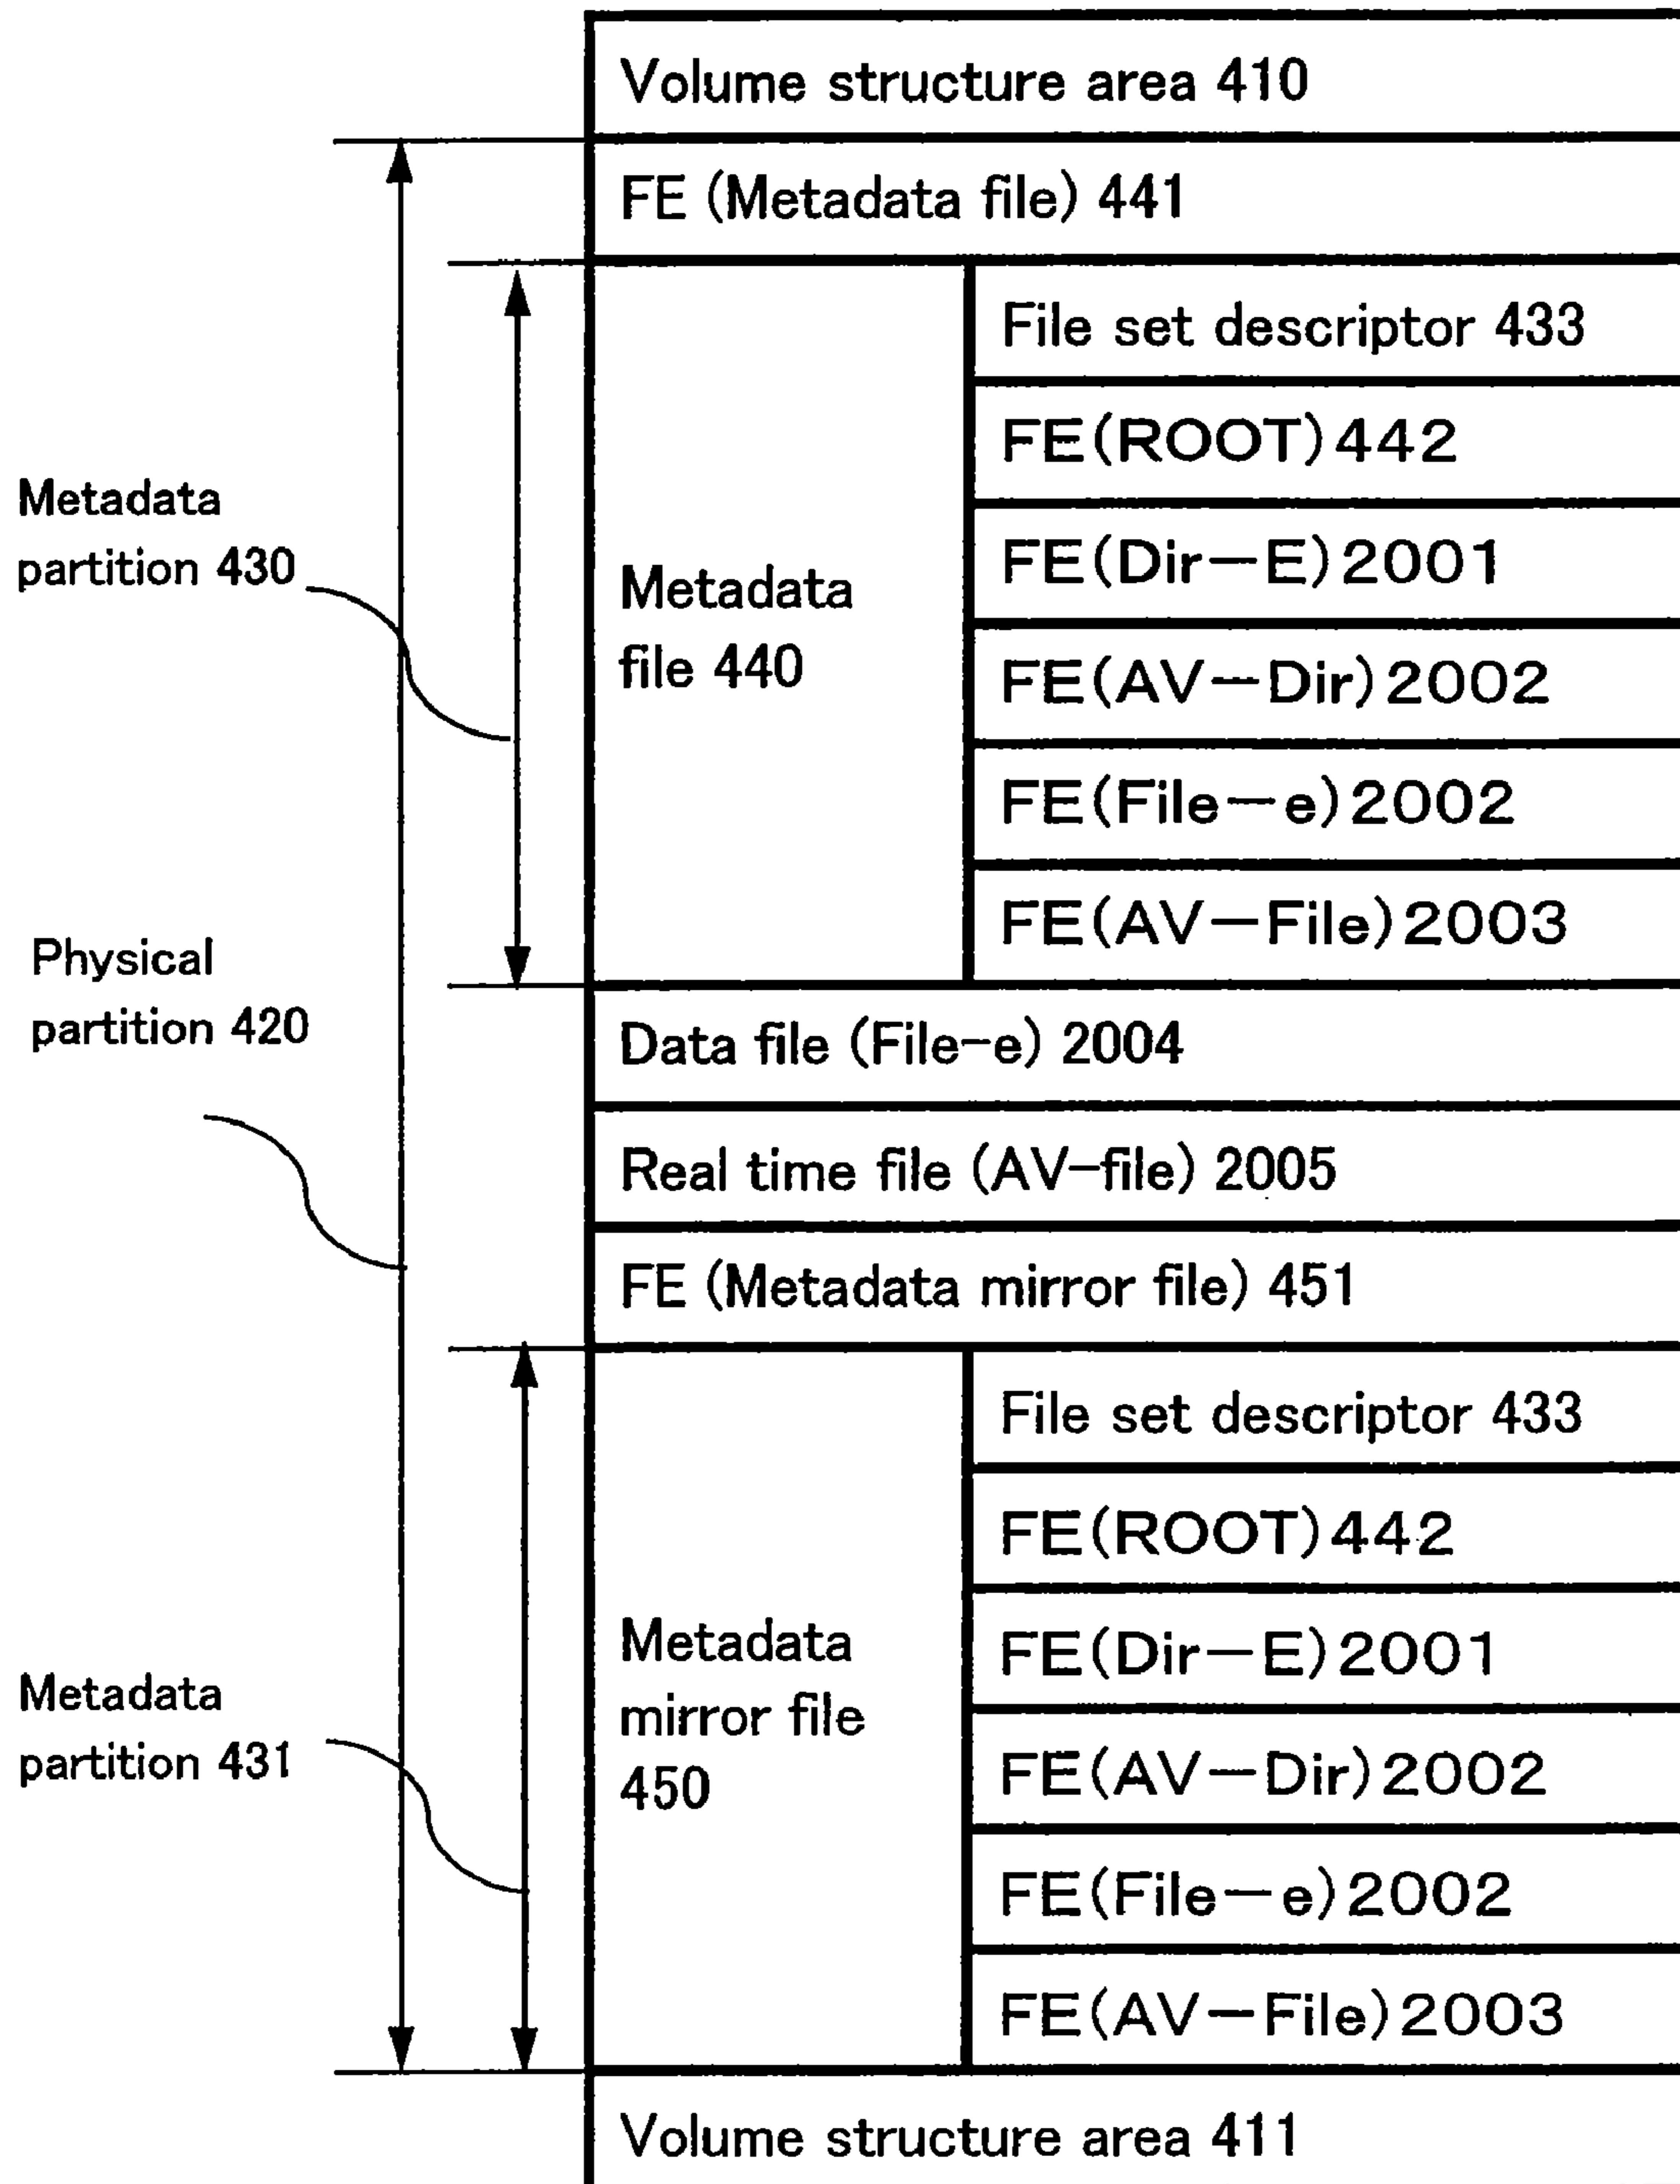 Volume structure area 410
FE (Metadata file) 441
Metadata
partition 430
Metadata
file 440
File set descriptor 433
FE(ROOT)442
FE(Dir－E)2001
FE(AV－Dir)2002
FE(File－e)2002
FE(AV－File)2003
Physical
partition 420
Data file (File-e) 2004
Real time file (AV-file) 2005
FE (Metadata mirror file) 451
Metadata
partition 431
Metadata
mirror file
450
File set descriptor 433
FE(ROOT)442
FE(Dir－E)2001
FE(AV－Dir)2002
FE(File－e)2002
FE(AV－File)2003
Volume structure area 411